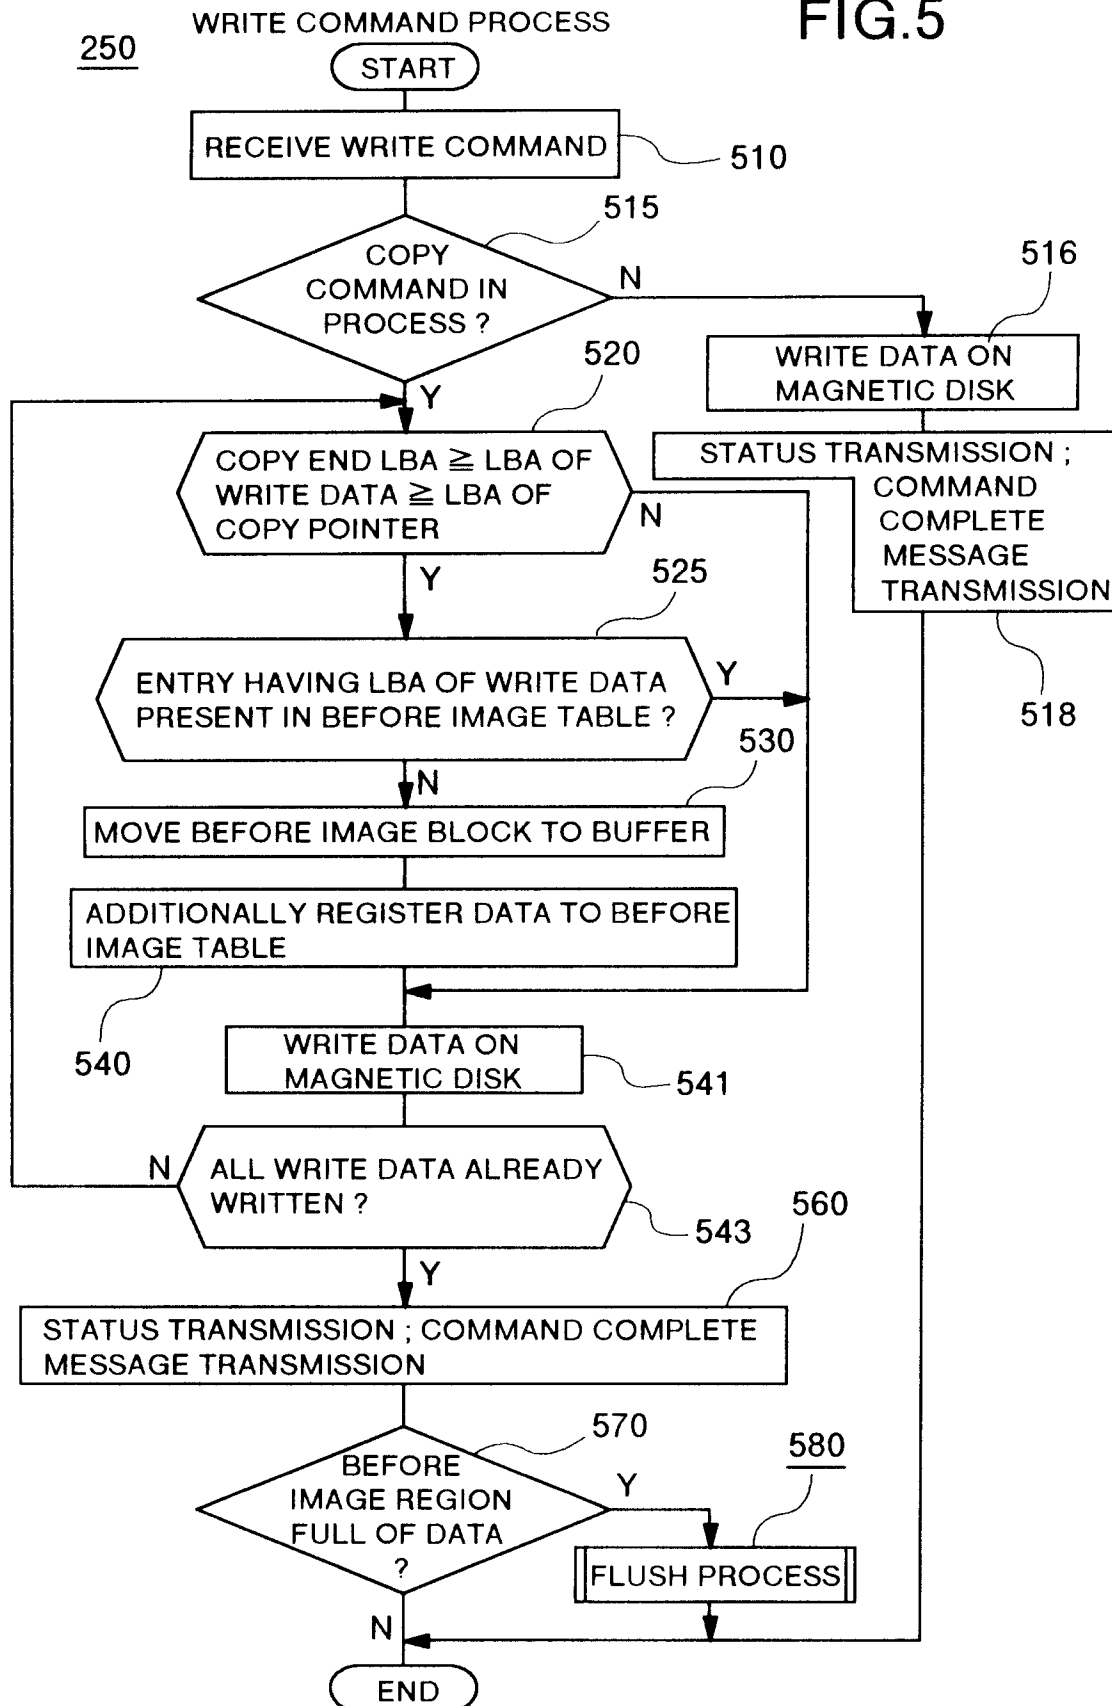 FIG.5
WRITE COMMAND PROCESS
250
START
RECEIVE WRITE COMMAND
510
515
COPY
COMMAND IN
PROCESS ?
N
516
WRITE DATA ON
MAGNETIC DISK
Y
520
COPY END LBA ≧ LBA OF
WRITE DATA ≧ LBA OF
COPY POINTER
N
STATUS TRANSMISSION ;
COMMAND
COMPLETE
MESSAGE
TRANSMISSION
518
Y
525
ENTRY HAVING LBA OF WRITE DATA
PRESENT IN BEFORE IMAGE TABLE ?
Y
530
N
MOVE BEFORE IMAGE BLOCK TO BUFFER
ADDITIONALLY REGISTER DATA TO BEFORE
IMAGE TABLE
540
WRITE DATA ON
MAGNETIC DISK
541
N
ALL WRITE DATA ALREADY
WRITTEN ?
543
560
Y
STATUS TRANSMISSION ; COMMAND COMPLETE
MESSAGE TRANSMISSION
570
BEFORE
IMAGE REGION
FULL OF DATA
?
Y
580
FLUSH PROCESS
N
END